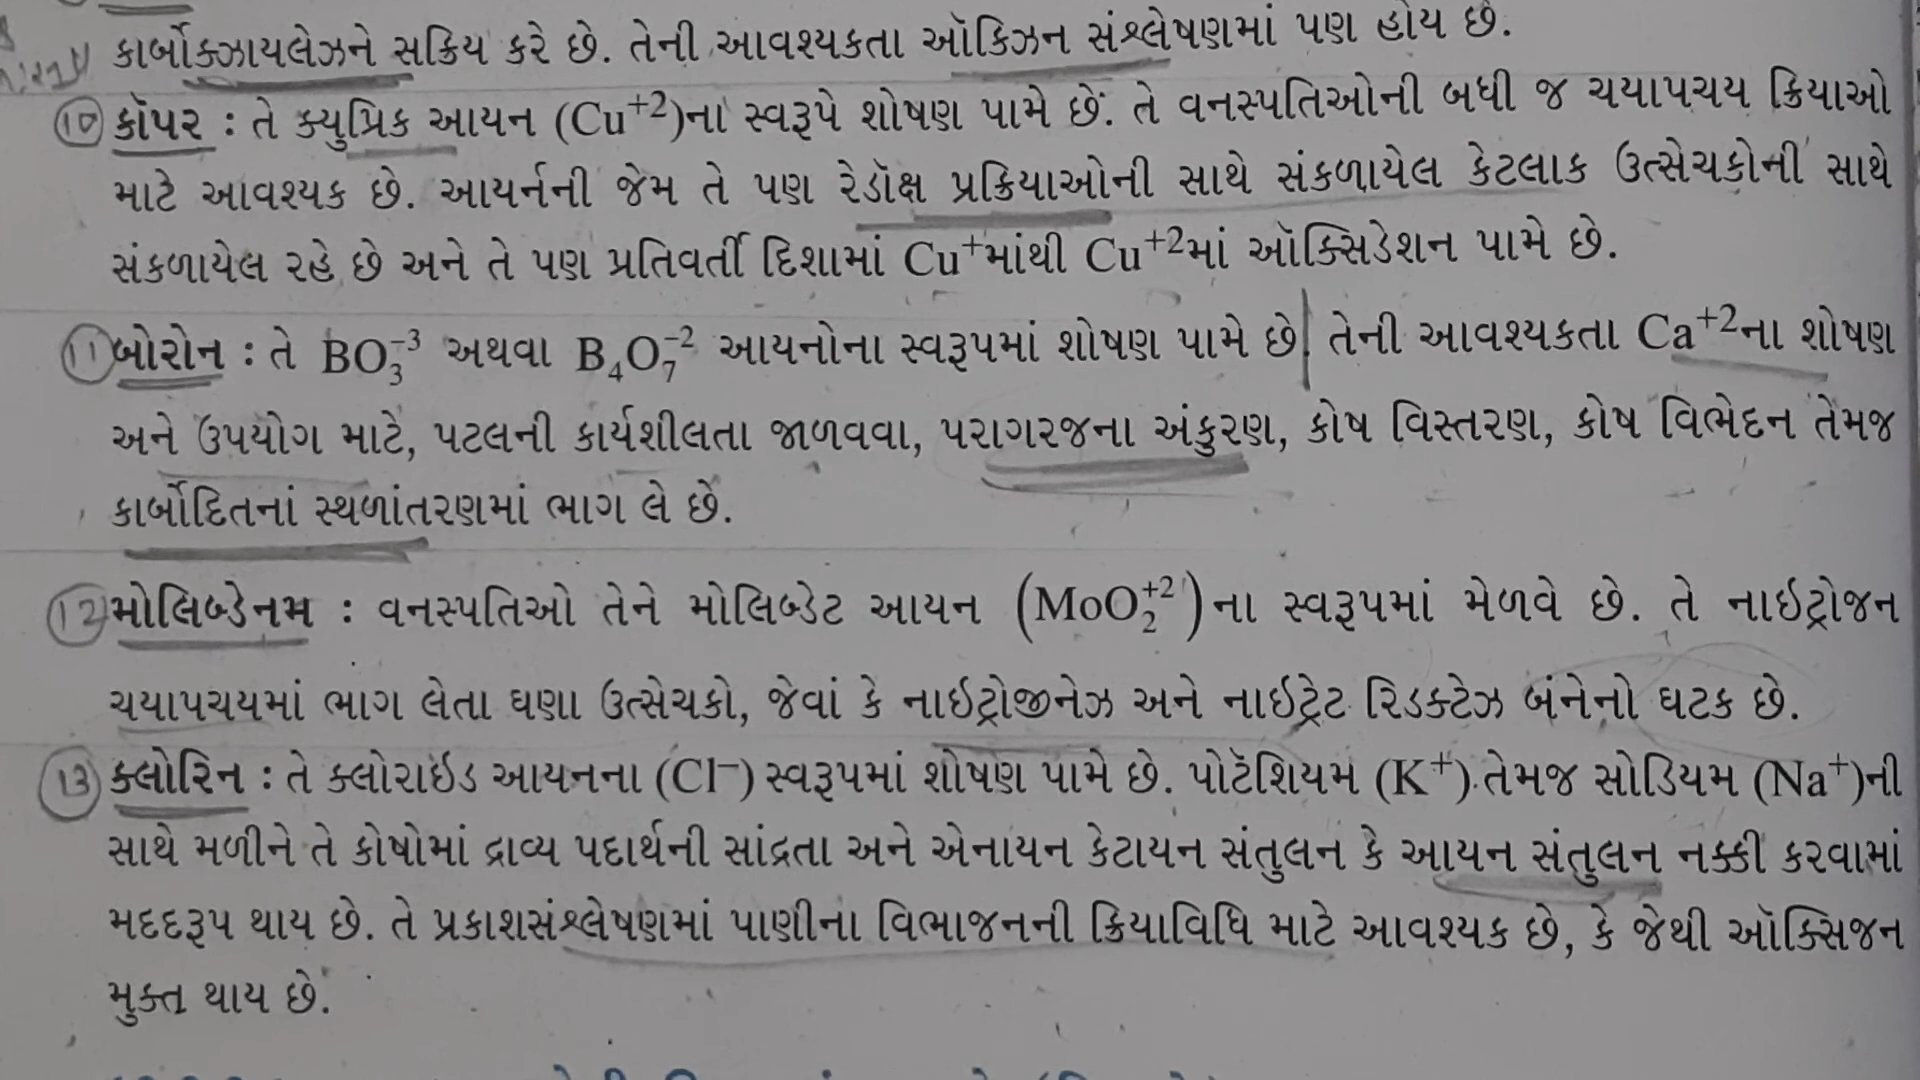 કાર્બોક્ઝાયલેઝને સક્રિય કરે છે. તેની આવશ્યકતા ઑક્ઝિન સંશ્લેષણમાં પણ હોય છે.
(10) કૉપર : તે ક્યુપ્રિક આયન (Cu⁺²)ના સ્વરૂપે શોષણ પામે છે. તે વનસ્પતિઓની બધી જ ચયાપચય ક્રિયાઓ
માટે આવશ્યક છે. આયર્નની જેમ તે પણ રેડૉક્ષ પ્રક્રિયાઓની સાથે સંકળાયેલ કેટલાક ઉત્સેચકોની સાથે
સંકળાયેલ રહે છે અને તે પણ પ્રતિવર્તી દિશામાં Cu⁺માંથી Cu⁺²માં ઑક્સિડેશન પામે છે.
(11) બોરોન : તે BO₃⁻³ અથવા B₄O₇⁻² આયનોના સ્વરૂપમાં શોષણ પામે છે| તેની આવશ્યકતા Ca⁺²ના શોષણ
અને ઉપયોગ માટે, પટલની કાર્યશીલતા જાળવવા, પરાગરજના અંકુરણ, કોષ વિસ્તરણ, કોષ વિભેદન તેમજ
કાર્બોદિતનાં સ્થળાંતરણમાં ભાગ લે છે.
(12) મોલિબ્ડેનમ : વનસ્પતિઓ તેને મોલિબ્ડેટ આયન (MoO₂⁺²)ના સ્વરૂપમાં મેળવે છે. તે નાઇટ્રોજન
ચયાપચયમાં ભાગ લેતા ઘણા ઉત્સેચકો, જેવાં કે નાઇટ્રોજીનેઝ અને નાઇટ્રેટ રિડક્ટેઝ બંનેનો ઘટક છે.
(13) ક્લોરિન : તે ક્લોરાઇડ આયનના (Cl⁻) સ્વરૂપમાં શોષણ પામે છે. પોટૅશિયમ (K⁺) તેમજ સોડિયમ (Na⁺)ની
સાથે મળીને તે કોષોમાં દ્રાવ્ય પદાર્થની સાંદ્રતા અને એનાયન કેટાયન સંતુલન કે આયન સંતુલન નક્કી કરવામાં
મદદરૂપ થાય છે. તે પ્રકાશસંશ્લેષણમાં પાણીના વિભાજનની ક્રિયાવિધિ માટે આવશ્યક છે, કે જેથી ઑક્સિજન
મુક્ત થાય છે.